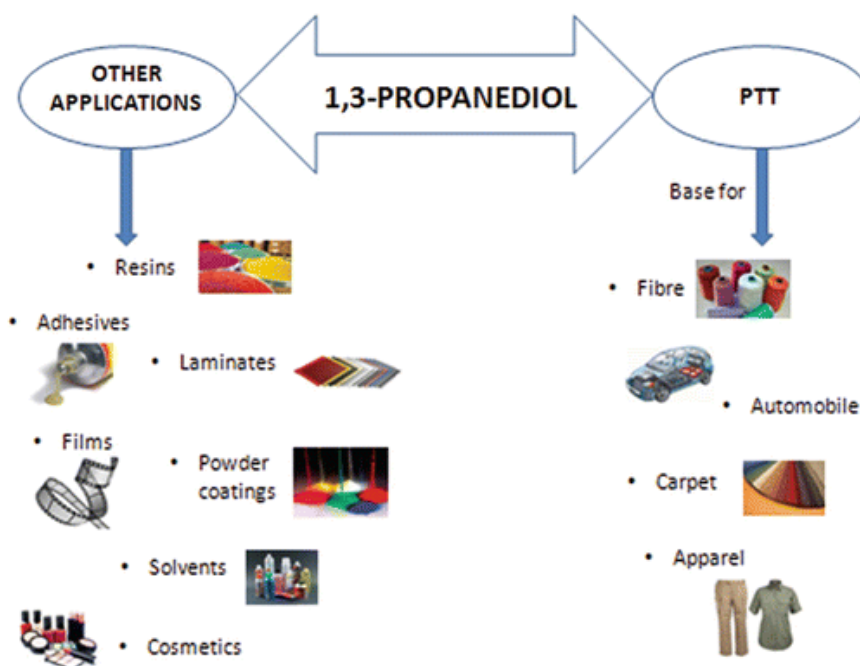 OTHER
APPLICATIONS
1,3-PROPANEDIOL
PTT
Base for
• Resins
• Adhesives
• Laminates
• Films
• Powder
coatings
• Solvents
• Cosmetics
• Fibre
• Automobile
• Carpet
• Apparel